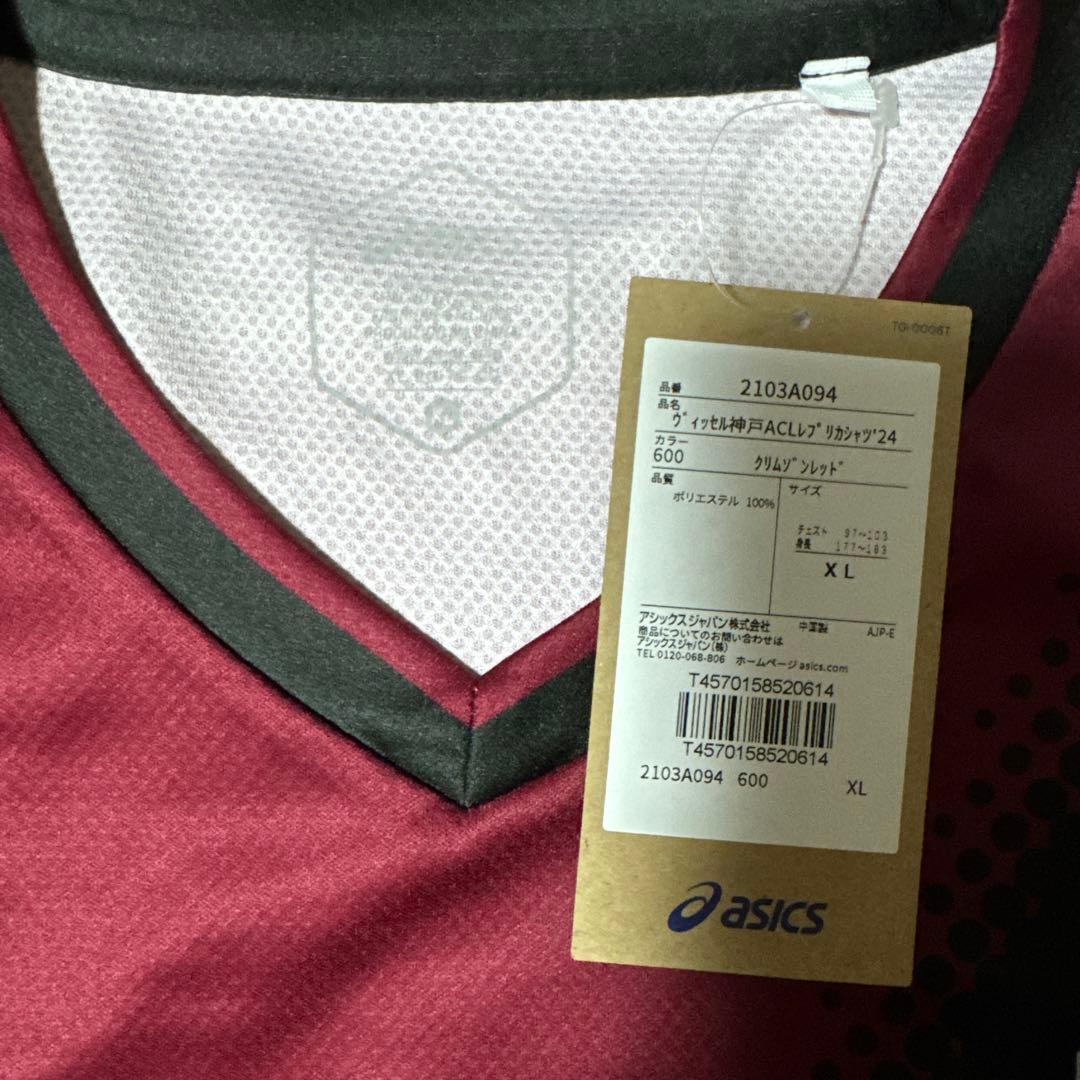 TG-0006T
品番 2103A094
品名
ヴィッセル神戸ACLレプリカシャツ'24
カラー
600 クリムゾンレッド
品質
ポリエステル 100%
サイズ
チェスト 97～103
身長 177～183
XL
アシックスジャパン株式会社 中国製 AJP-E
商品についてのお問い合わせは
アシックスジャパン(株)
TEL 0120-068-806 ホームページ asics.com
T4570158520614
T4570158520614
2103A094 600 XL
asics